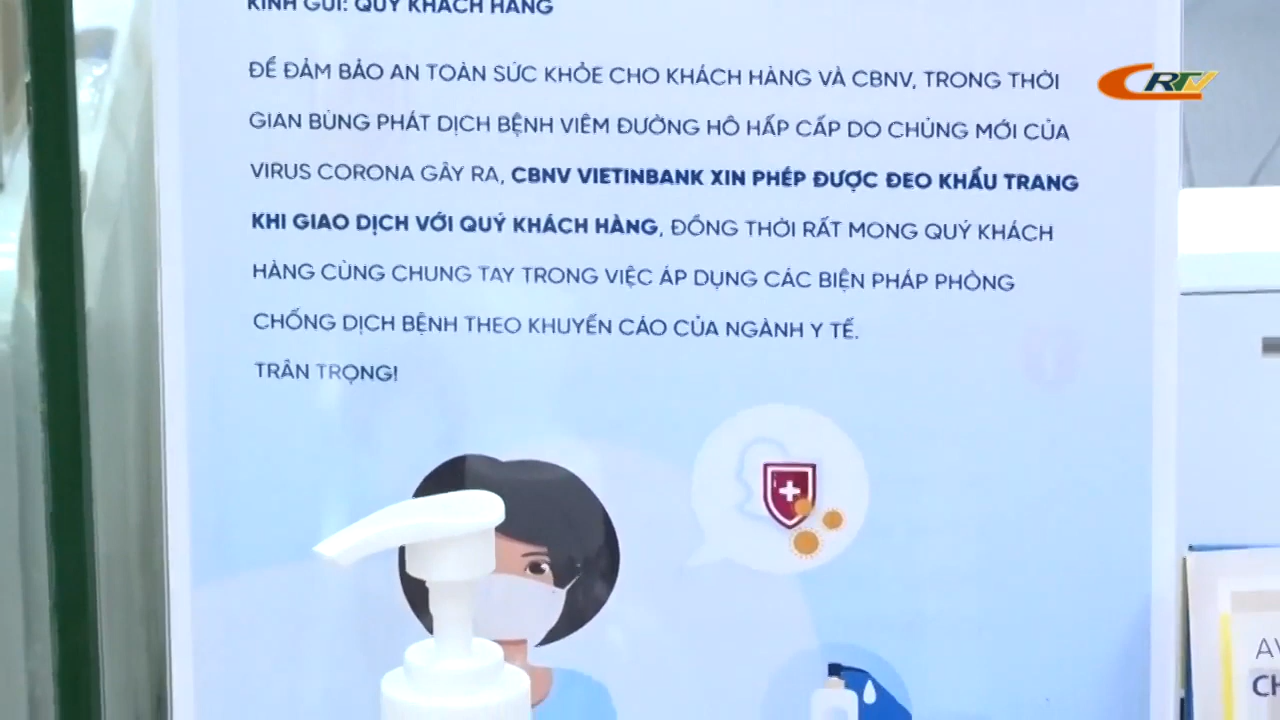 KÍNH GỬI: QUÝ KHÁCH HÀNG
CRTV
ĐỂ ĐẢM BẢO AN TOÀN SỨC KHỎE CHO KHÁCH HÀNG VÀ CBNV, TRONG THỜI
GIAN BÙNG PHÁT DỊCH BỆNH VIÊM ĐƯỜNG HÔ HẤP CẤP DO CHỦNG MỚI CỦA
VIRUS CORONA GÂY RA, CBNV VIETINBANK XIN PHÉP ĐƯỢC ĐEO KHẨU TRANG
KHI GIAO DỊCH VỚI QUÝ KHÁCH HÀNG, ĐỒNG THỜI RẤT MONG QUÝ KHÁCH
HÀNG CÙNG CHUNG TAY TRONG VIỆC ÁP DỤNG CÁC BIỆN PHÁP PHÒNG
CHỐNG DỊCH BỆNH THEO KHUYẾN CÁO CỦA NGÀNH Y TẾ.
TRÂN TRỌNG!